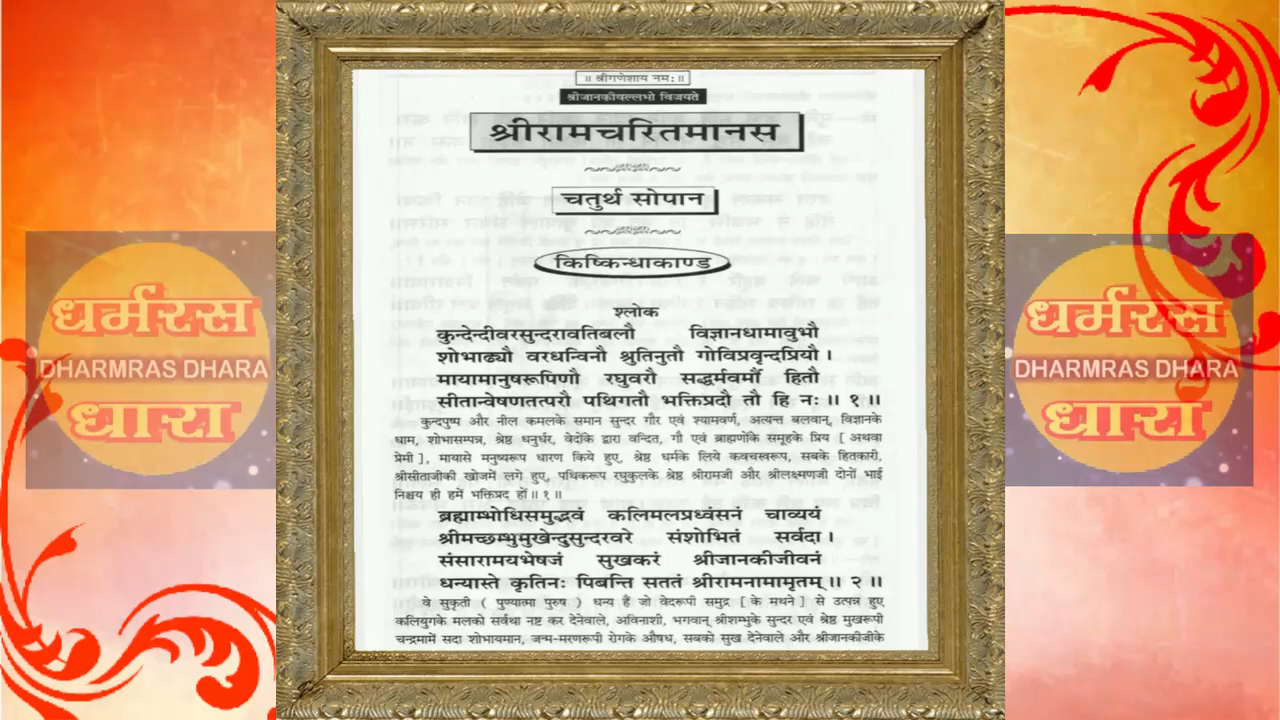 ॥ श्रीगणेशाय नमः॥
श्रीजानकीवल्लभो विजयते
श्रीरामचरितमानस
चतुर्थ सोपान
किष्किन्धाकाण्ड
श्लोक
कुन्देन्दीवरसुन्दरावतिबलौ विज्ञानधामावुभौ
शोभाढ्यौ वरधन्विनौ श्रुतिनुतौ गोविप्रवृन्दप्रियौ।
मायामानुषरूपिणौ रघुवरौ सद्धर्मवर्मौ हितौ
सीतान्वेषणतत्परौ पथिगतौ भक्तिप्रदौ तौ हि नः॥ १॥
कुन्दपुष्प और नील कमलके समान सुन्दर गौर एवं श्यामवर्ण, अत्यन्त बलवान्, विज्ञानके
धाम, शोभासम्पन्न, श्रेष्ठ धनुर्धर, वेदोंके द्वारा वन्दित, गौ एवं ब्राह्मणोंके समूहके प्रिय [ अथवा
प्रेमी ], मायासे मनुष्यरूप धारण किये हुए, श्रेष्ठ धर्मके लिये कवचस्वरूप, सबके हितकारी,
श्रीसीताजीकी खोजमें लगे हुए, पथिकरूप रघुकुलके श्रेष्ठ श्रीरामजी और श्रीलक्ष्मणजी दोनों भाई
निश्चय ही हमें भक्तिप्रद हों॥ १॥
ब्रह्माम्भोधिसमुद्भवं कलिमलप्रध्वंसनं चाव्ययं
श्रीमच्छम्भुमुखेन्दुसुन्दरवरे संशोभितं सर्वदा।
संसारामयभेषजं सुखकरं श्रीजानकीजीवनं
धन्यास्ते कृतिनः पिबन्ति सततं श्रीरामनामामृतम्॥ २॥
वे सुकृती ( पुण्यात्मा पुरुष ) धन्य हैं जो वेदरूपी समुद्र [ के मथने ] से उत्पन्न हुए
कलियुगके मलको सर्वथा नष्ट कर देनेवाले, अविनाशी, भगवान् श्रीशम्भुके सुन्दर एवं श्रेष्ठ मुखरूपी
चन्द्रमामें सदा शोभायमान, जन्म-मरणरूपी रोगके औषध, सबको सुख देनेवाले और श्रीजानकीजीके
धर्मरस
DHARMRAS DHARA
धारा
धर्मरस
DHARMRAS DHARA
धारा